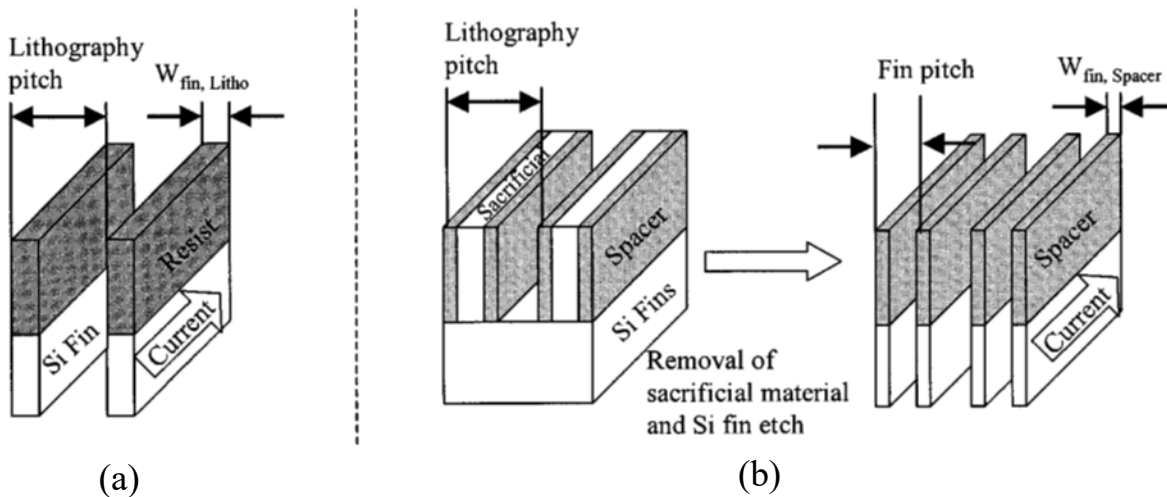 Lithography
pitch
W fin, Litho
Resist
Si Fin
Current
(a)
Lithography
pitch
Sacrificial
Spacer
Si Fins
Removal of
sacrificial material
and Si fin etch
Fin pitch
W fin, Spacer
Spacer
Current
(b)